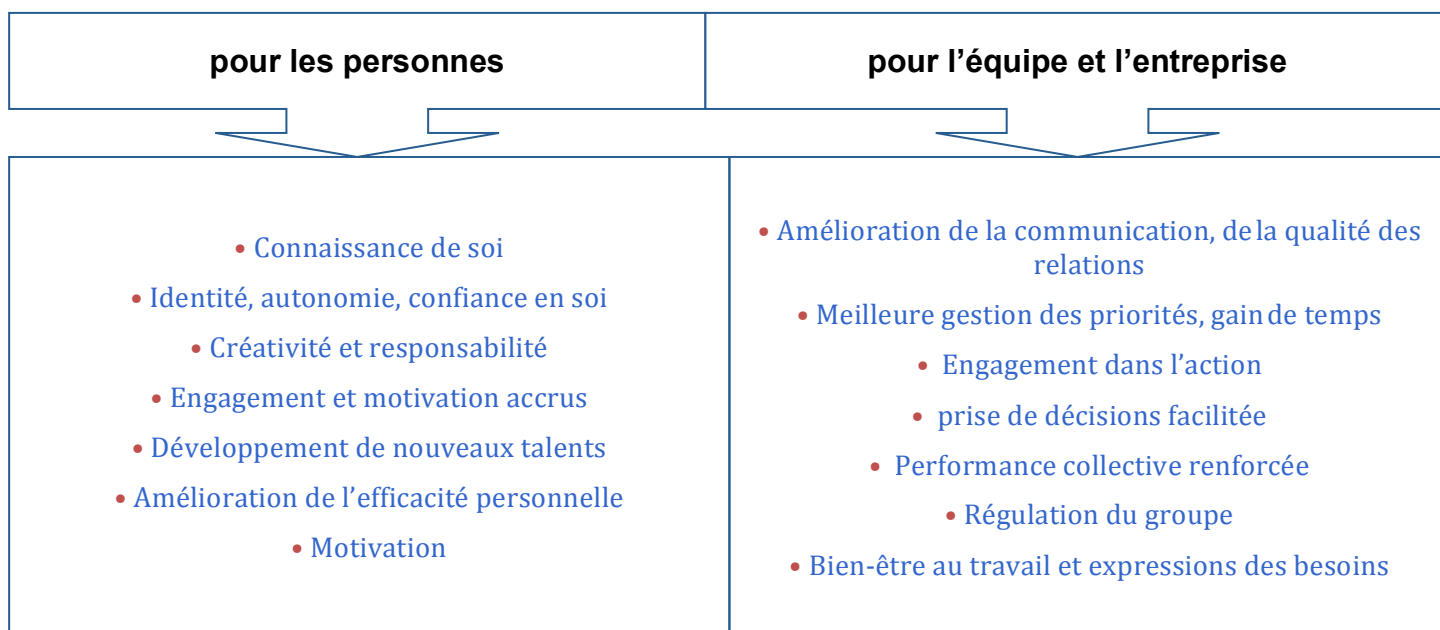 pour les personnes
pour l’équipe et l’entreprise
• Connaissance de soi
• Identité, autonomie, confiance en soi
• Créativité et responsabilité
• Engagement et motivation accrus
• Développement de nouveaux talents
• Amélioration de l’efficacité personnelle
• Motivation
• Amélioration de la communication, de la qualité des
relations
• Meilleure gestion des priorités, gain de temps
• Engagement dans l’action
• prise de décisions facilitée
• Performance collective renforcée
• Régulation du groupe
• Bien-être au travail et expressions des besoins